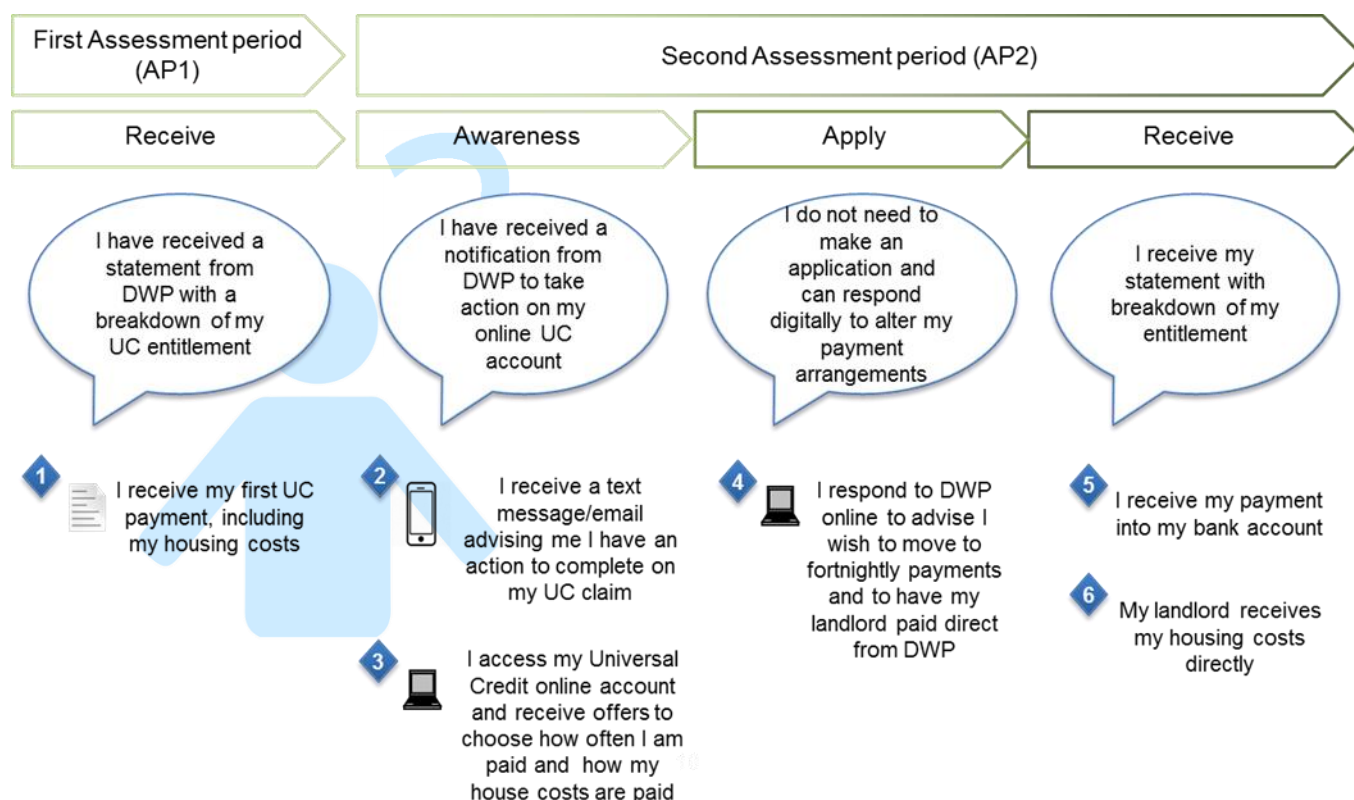 First Assessment period
(AP1)
Second Assessment period (AP2)
Receive
Awareness
Apply
Receive
I have received a
statement from
DWP with a
breakdown of my
UC entitlement
I have received a
notification from
DWP to take
action on my
online UC
account
I do not need to
make an
application and
can respond
digitally to alter my
payment
arrangements
I receive my
statement with
breakdown of my
entitlement
1
I receive my first UC
payment, including
my housing costs
2
I receive a text
message/email
advising me I have an
action to complete on
my UC claim
3
I access my Universal
Credit online account
and receive offers to
choose how often I am
paid and how my
house costs are paid
4
I respond to DWP
online to advise I
wish to move to
fortnightly payments
and to have my
landlord paid direct
from DWP
5
I receive my payment
into my bank account
6
My landlord receives
my housing costs
directly
10